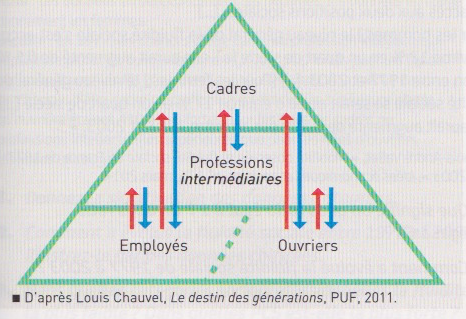 Cadres
Professions
intermédiaires
Employés
Ouvriers
■ D'après Louis Chauvel, Le destin des générations, PUF, 2011.